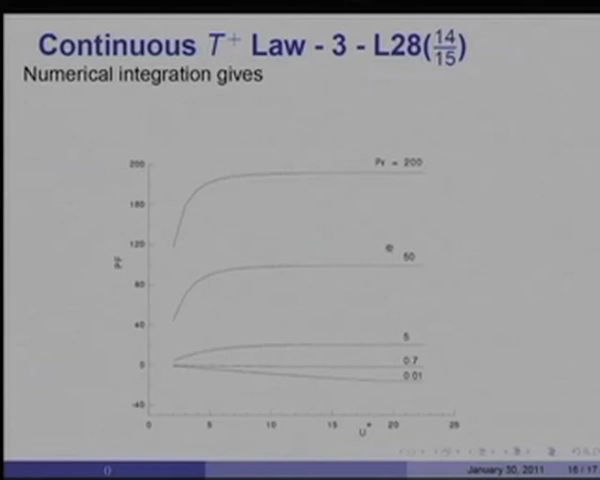 Continuous T⁺ Law - 3 - L28(14/15)
Numerical integration gives
200
160
120
80
40
0
-40
PF
Pr = 200
50
5
0.7
0.01
0 5 10 15 20 25
U⁺
()
January 30, 2011 16 / 17